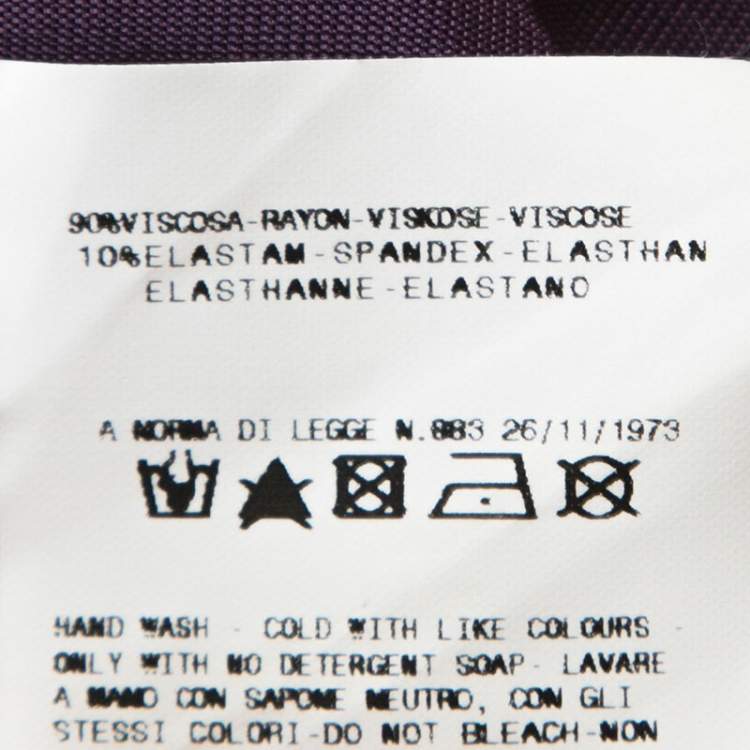 90%VISCOSA-RAYON-VISKOSE-VISCOSE
10%ELASTAM-SPANDEX-ELASTHAN
ELASTHANNE-ELASTANO
A NORMA DI LEGGE N.883 26/11/1973
HAND WASH - COLD WITH LIKE COLOURS -
ONLY WITH NO DETERGENT SOAP- LAVARE
A MANO CON SAPONE NEUTRO, CON GLI
STESSI COLORI-DO NOT BLEACH-NON